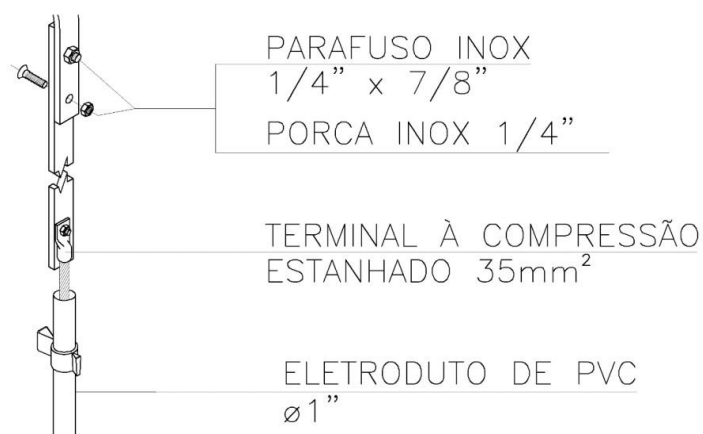 PARAFUSO INOX
1/4” x 7/8”
PORCA INOX 1/4”
TERMINAL À COMPRESSÃO
ESTANHADO 35mm²
ELETRODUTO DE PVC
ø1”